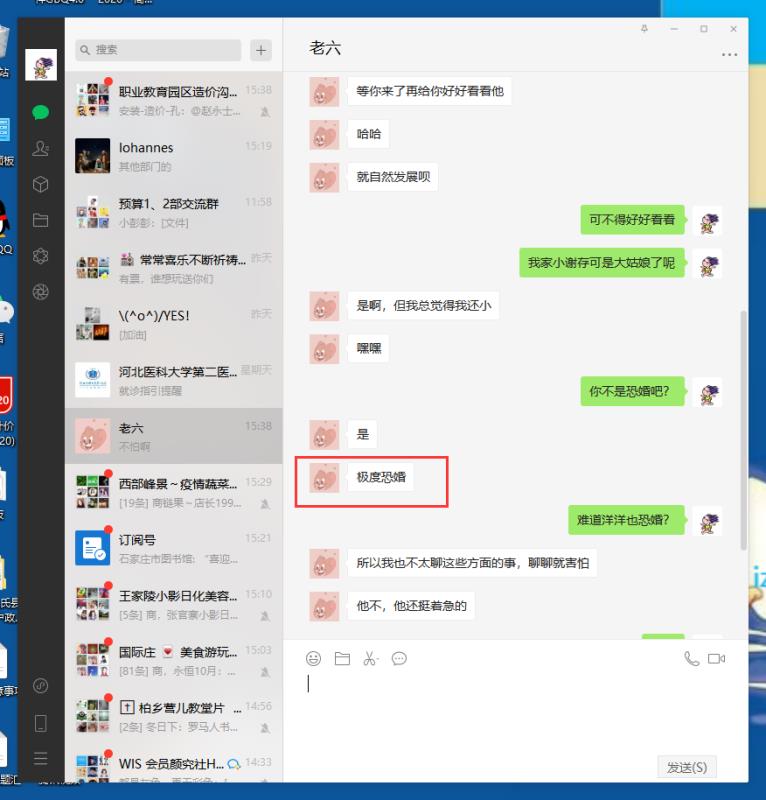 搜索
职业教育园区造价沟...
15:38
安装-造价-孔：@赵永士...
Iohannes
15:19
其他部门的
预算1、2部交流群
11:58
小彭彭：[文件]
常常喜乐不断祈祷...
昨天
有票，谁想玩送你们
\(^o^)/YES!
昨天
[加油]
河北医科大学第二医...
星期天
就诊指引提醒
老六
15:38
不怕啊
西部峰景～疫情蔬菜...
15:29
[19条] 商链果～店长199...
订阅号
15:21
石家庄市图书馆：“喜迎...
王家陵小影日化美容...
15:10
[5条] 商，张官寨小影日...
国际庄 美食游玩...
15:03
[81条] 商，永恒10月：...
柏乡营儿教堂片 ...
14:56
[2条] 冬日下：罗马人书...
WIS 会员颜究社H...
14:33
老六
等你来了再给你好好看看他
哈哈
就自然发展呗
可不得好好看看
我家小谢存可是大姑娘了呢
是啊，但我总觉得我还小
嘿嘿
你不是恐婚吧？
是
极度恐婚
难道洋洋也恐婚？
所以我也不太聊这些方面的事，聊聊就害怕
他不，他还挺着急的
发送(S)